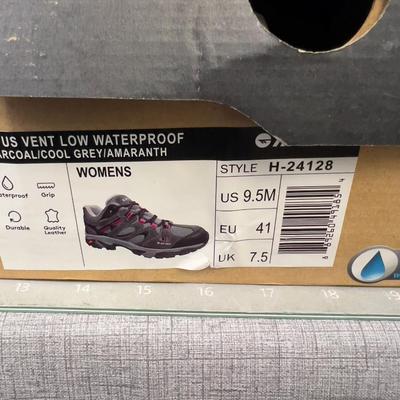 US VENT LOW WATERPROOF
ARCOAL/COOL GREY/AMARANTH
WOMENS
STYLE H-24128
aterproof
Grip
Durable
Quality
Leather
US 9.5M
EU 41
UK 7.5
13 14 15 16 17 18 19